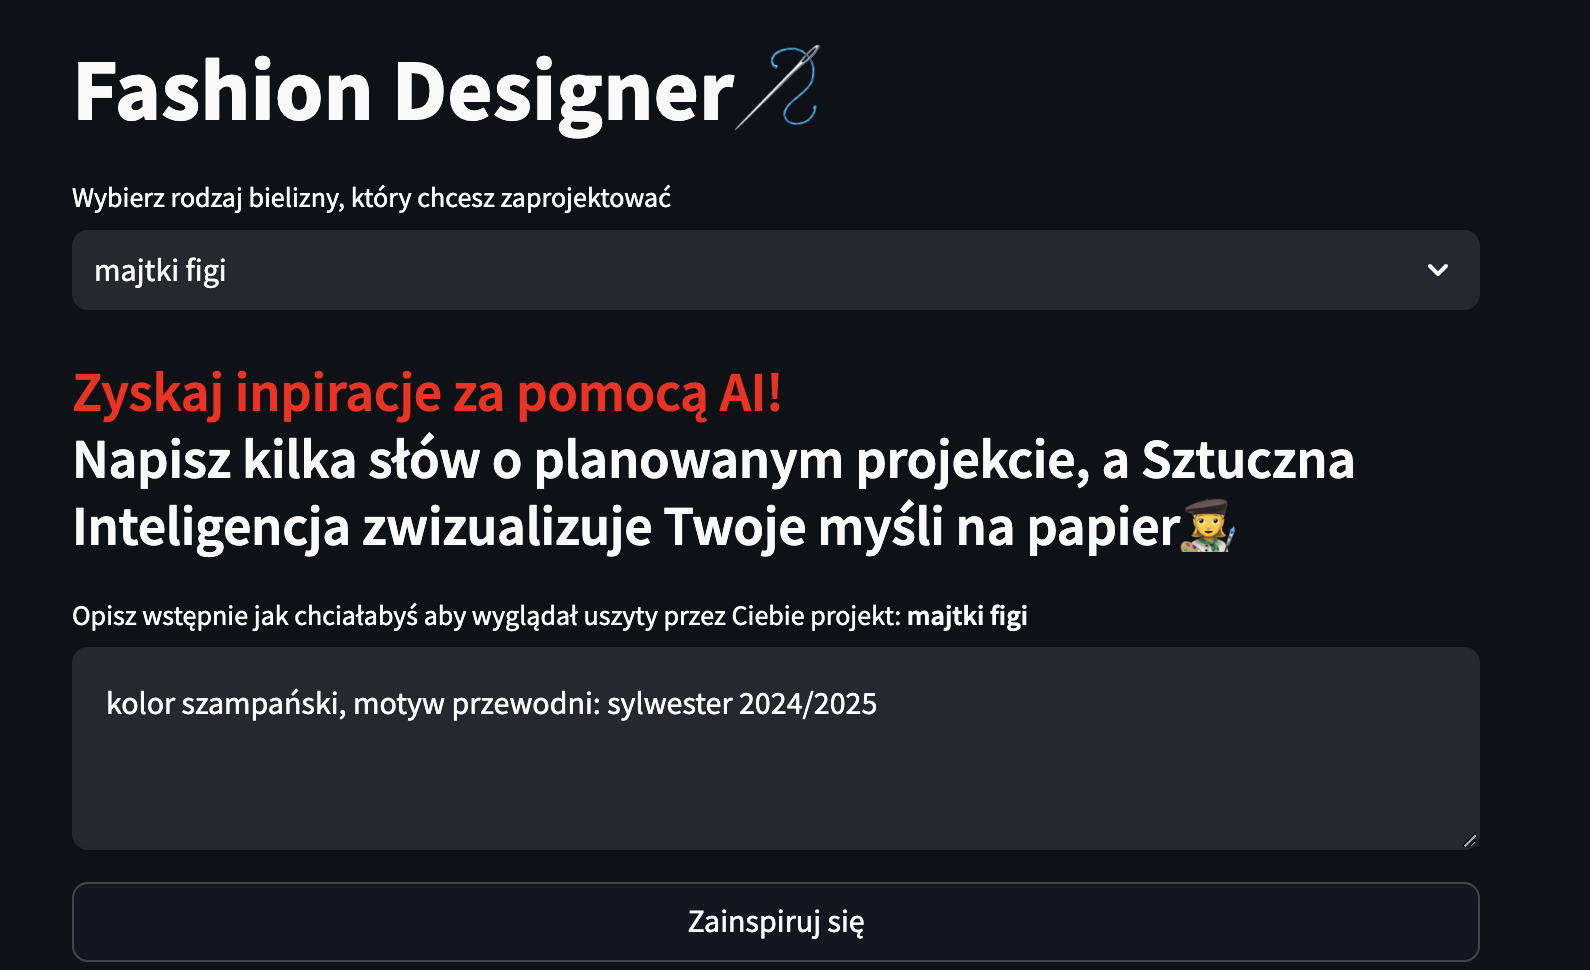 Fashion Designer🪡
Wybierz rodzaj bielizny, który chcesz zaprojektować
majtki figi
Zyskaj inpiracje za pomocą AI!
Napisz kilka słów o planowanym projekcie, a Sztuczna
Inteligencja zwizualizuje Twoje myśli na papier👩‍🎨
Opisz wstępnie jak chciałabyś aby wyglądał uszyty przez Ciebie projekt: majtki figi
kolor szampański, motyw przewodni: sylwester 2024/2025
Zainspiruj się